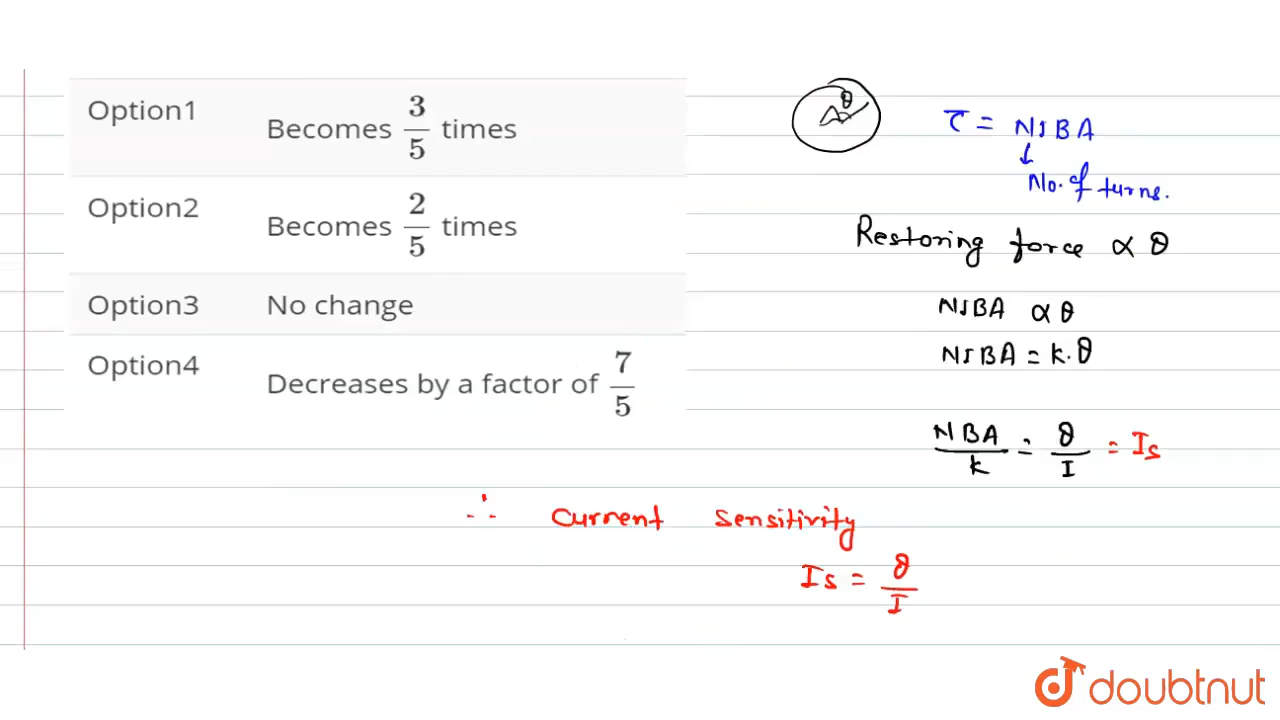 Option1 Becomes 3/5 times
Option2 Becomes 2/5 times
Option3 No change
Option4 Decreases by a factor of 7/5
θ
τ = NIBA
↓
No. of turns.
Restoring force ∝ θ
NIBA ∝ θ
NIBA = k.θ
NBA/k = θ/I = Is
∴ Current Sensitivity
Is = θ/I
doubtnut